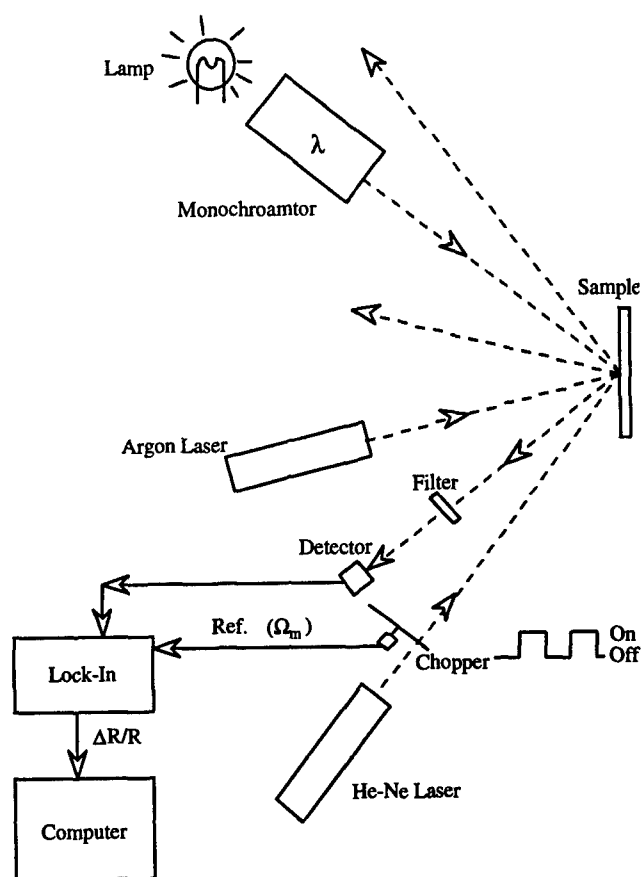 Lamp
λ
Monochroamtor
Sample
Argon Laser
Filter
Detector
Ref. (Ωm)
On
Off
Chopper
Lock-In
ΔR/R
He-Ne Laser
Computer